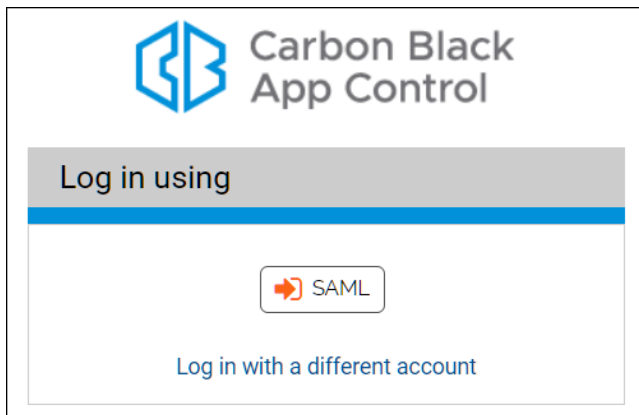 Carbon Black
App Control
Log in using
SAML
Log in with a different account